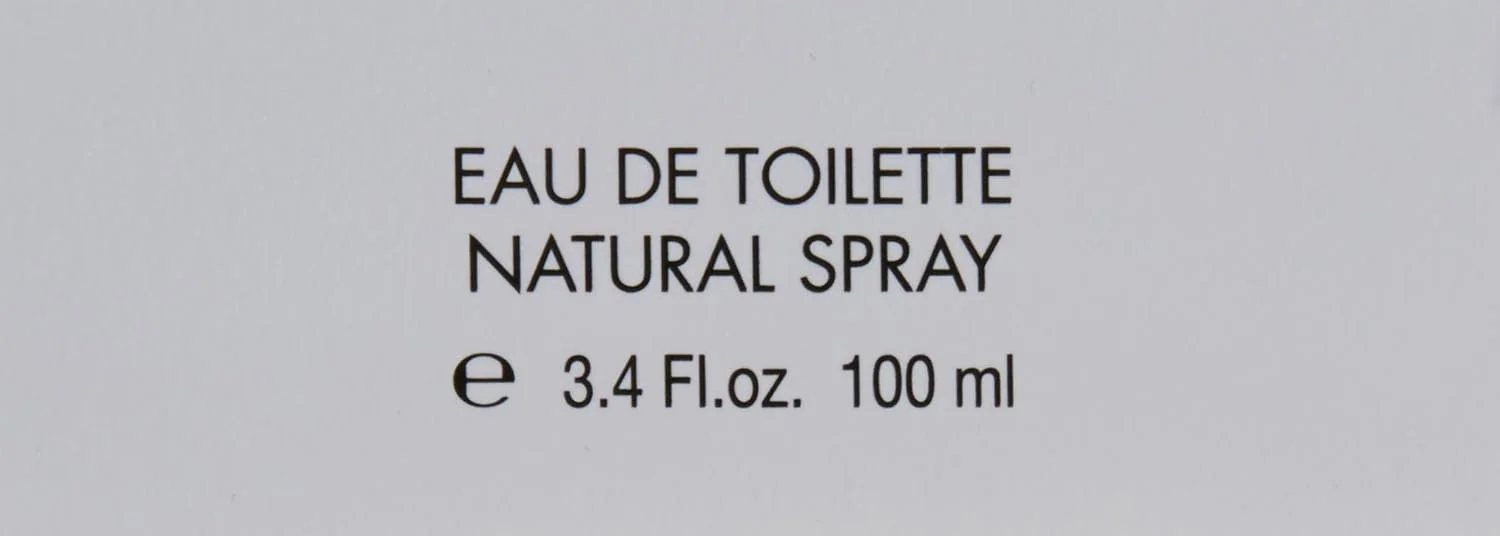 EAU DE TOILETTE
NATURAL SPRAY
℮ 3.4 Fl.oz. 100 ml